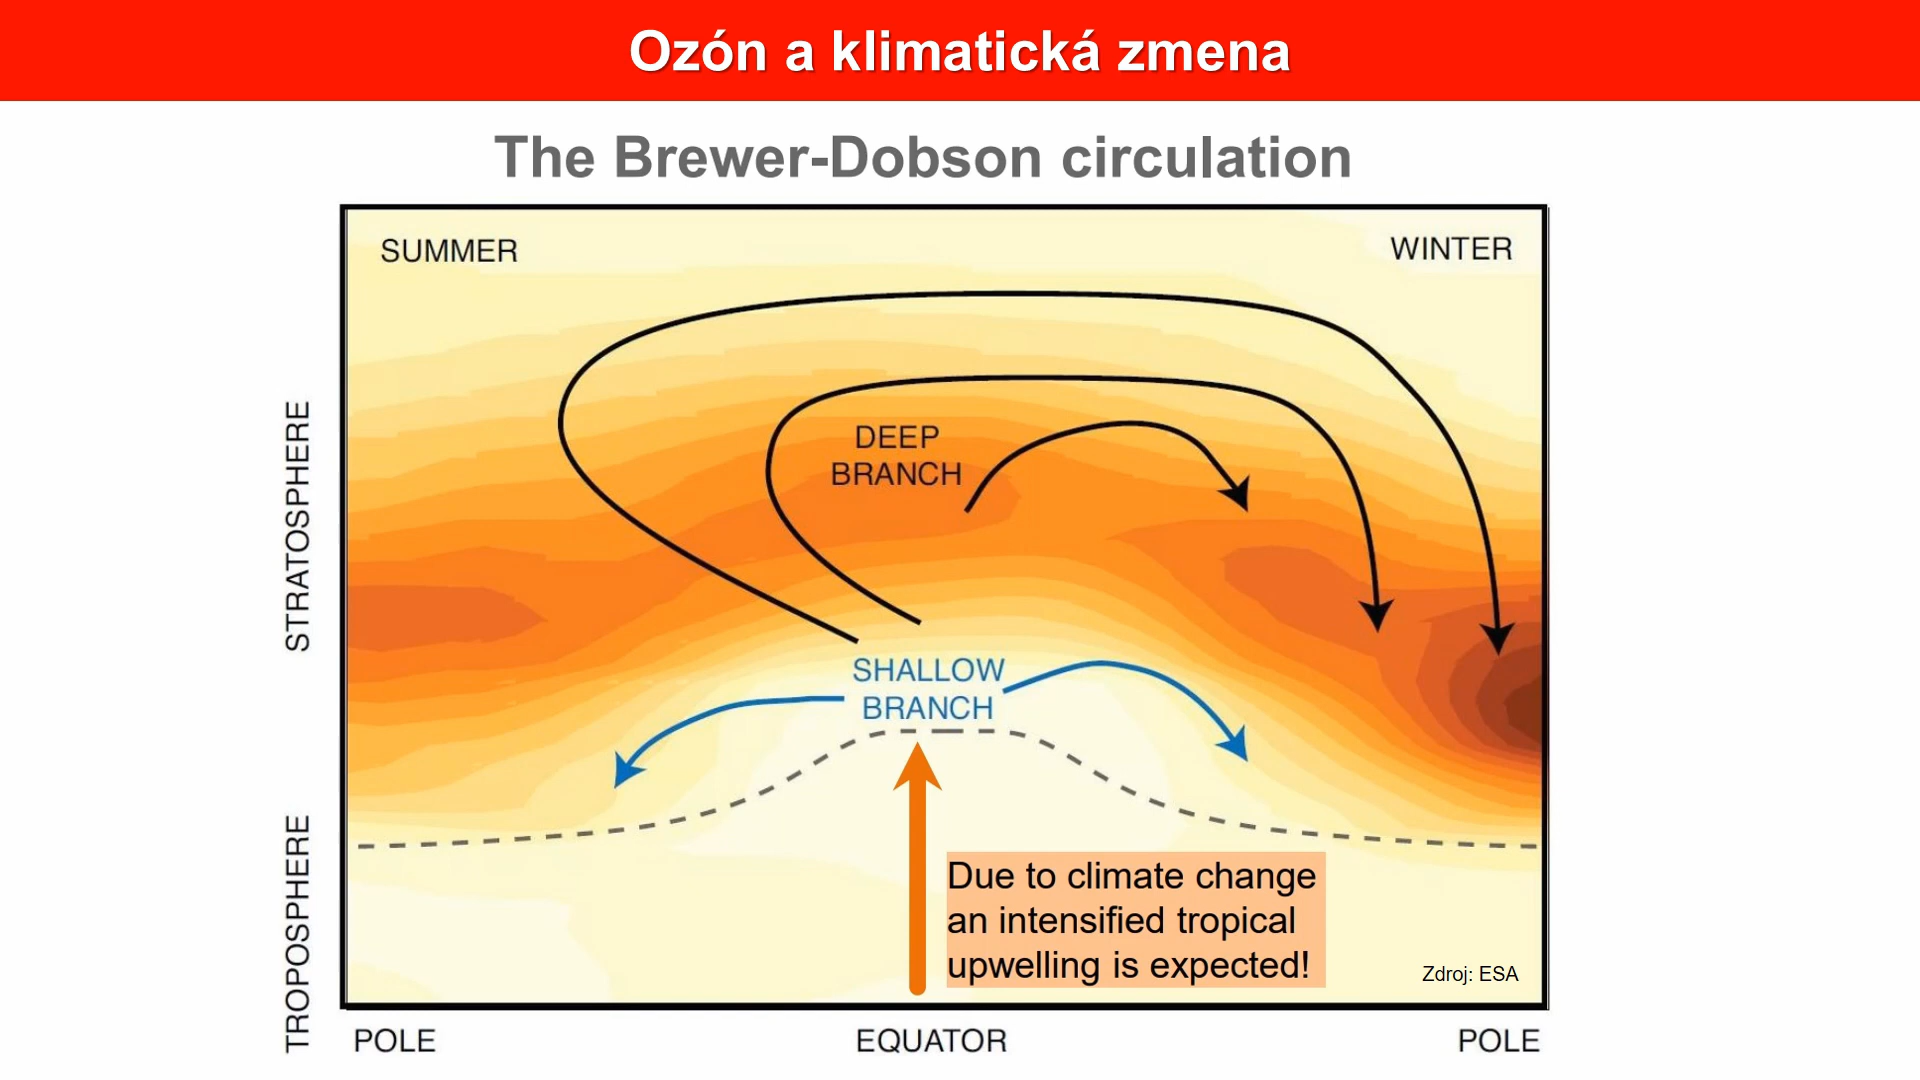 Ozón a klimatická zmena
The Brewer-Dobson circulation
SUMMER
WINTER
STRATOSPHERE
DEEP
BRANCH
SHALLOW
BRANCH
TROPOSPHERE
Due to climate change
an intensified tropical
upwelling is expected!
Zdroj: ESA
POLE
EQUATOR
POLE